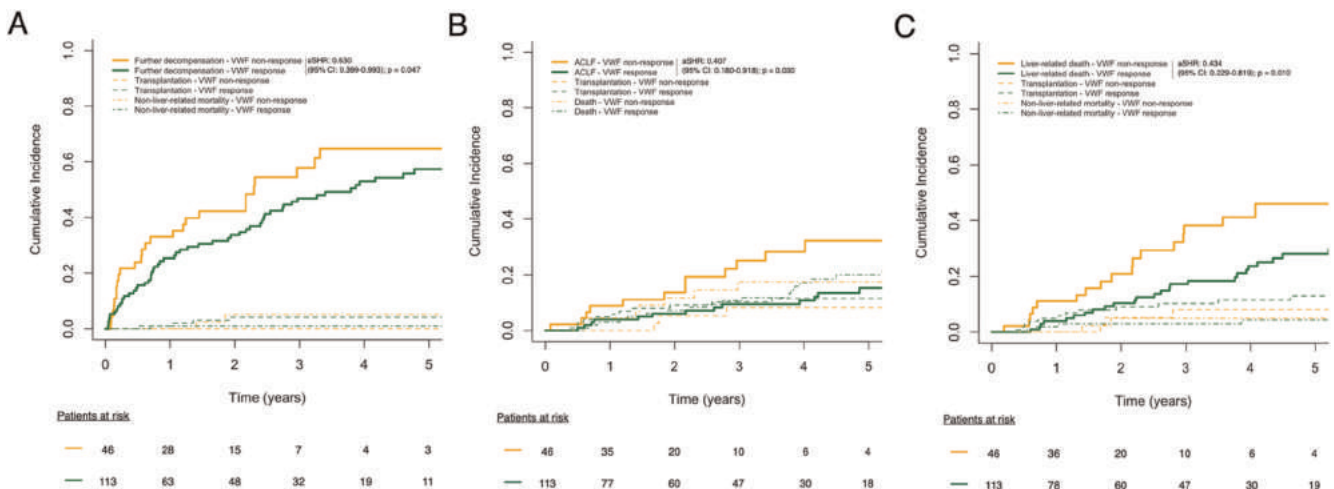 A
1.0
0.8
0.6
0.4
0.2
0.0
Cumulative Incidence
Further decompensation - VWF non-response
Further decompensation - VWF response
Transplantation - VWF non-response
Transplantation - VWF response
Non-liver-related mortality - VWF non-response
Non-liver-related mortality - VWF response
aSHR: 0.630
(95% CI: 0.399-0.993); p = 0.047
0 1 2 3 4 5
Time (years)
Patients at risk
46 28 15 7 4 3
113 63 48 32 19 11
B
1.0
0.8
0.6
0.4
0.2
0.0
Cumulative Incidence
ACLF - VWF non-response
ACLF - VWF response
Transplantation - VWF non-response
Transplantation - VWF response
Death - VWF non-response
Death - VWF response
aSHR: 0.407
(95% CI: 0.180-0.918); p = 0.030
0 1 2 3 4 5
Time (years)
Patients at risk
46 35 20 10 6 4
113 77 60 47 30 18
C
1.0
0.8
0.6
0.4
0.2
0.0
Cumulative Incidence
Liver-related death - VWF non-response
Liver-related death - VWF response
Transplantation - VWF non-response
Transplantation - VWF response
Non-liver-related mortality - VWF non-response
Non-liver-related mortality - VWF response
aSHR: 0.434
(95% CI: 0.229-0.819); p = 0.010
0 1 2 3 4 5
Time (years)
Patients at risk
46 36 20 10 6 4
113 78 60 47 30 19